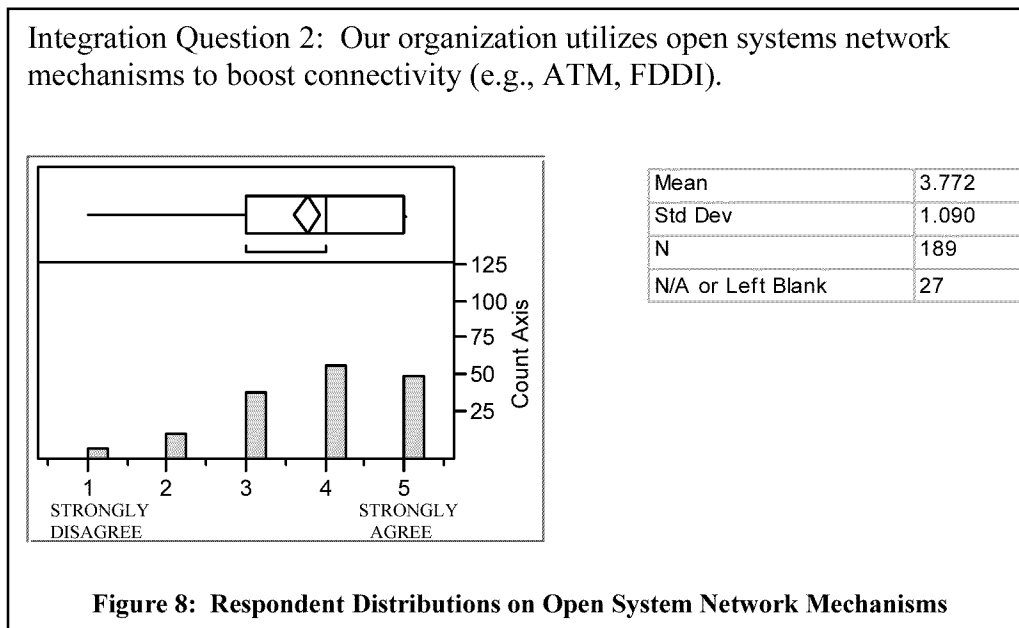 Integration Question 2:  Our organization utilizes open systems network
mechanisms to boost connectivity (e.g., ATM, FDDI).
Mean 3.772
Std Dev 1.090
N 189
N/A or Left Blank 27
125
100
75
50
25
Count Axis
1 2 3 4 5
STRONGLY DISAGREE
STRONGLY AGREE
Figure 8:  Respondent Distributions on Open System Network Mechanisms